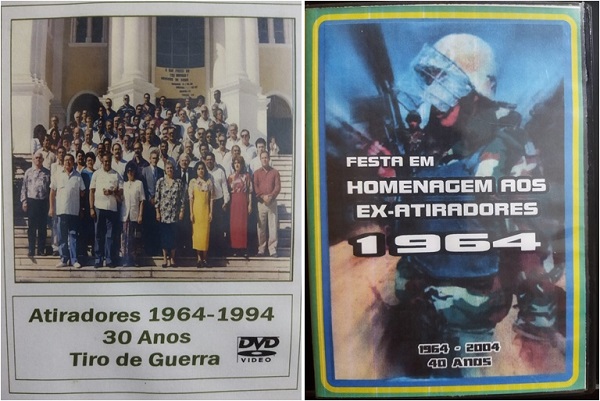 Atiradores 1964-1994
30 Anos
Tiro de Guerra
DVD
VIDEO
FESTA EM
HOMENAGEM AOS
EX-ATIRADORES
1964
1964 - 2004
40 ANOS